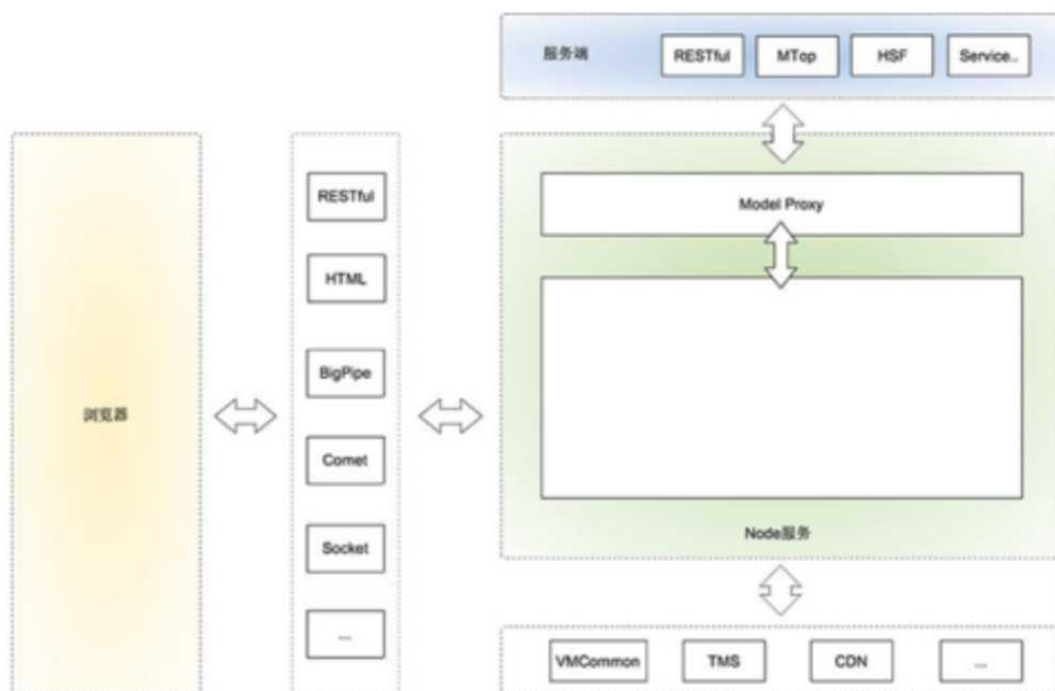 服务端
RESTful
MTop
HSF
Service..
RESTful
HTML
BigPipe
Comet
Socket
...
浏览器
Model Proxy
Node服务
VMCommon
TMS
CDN
...